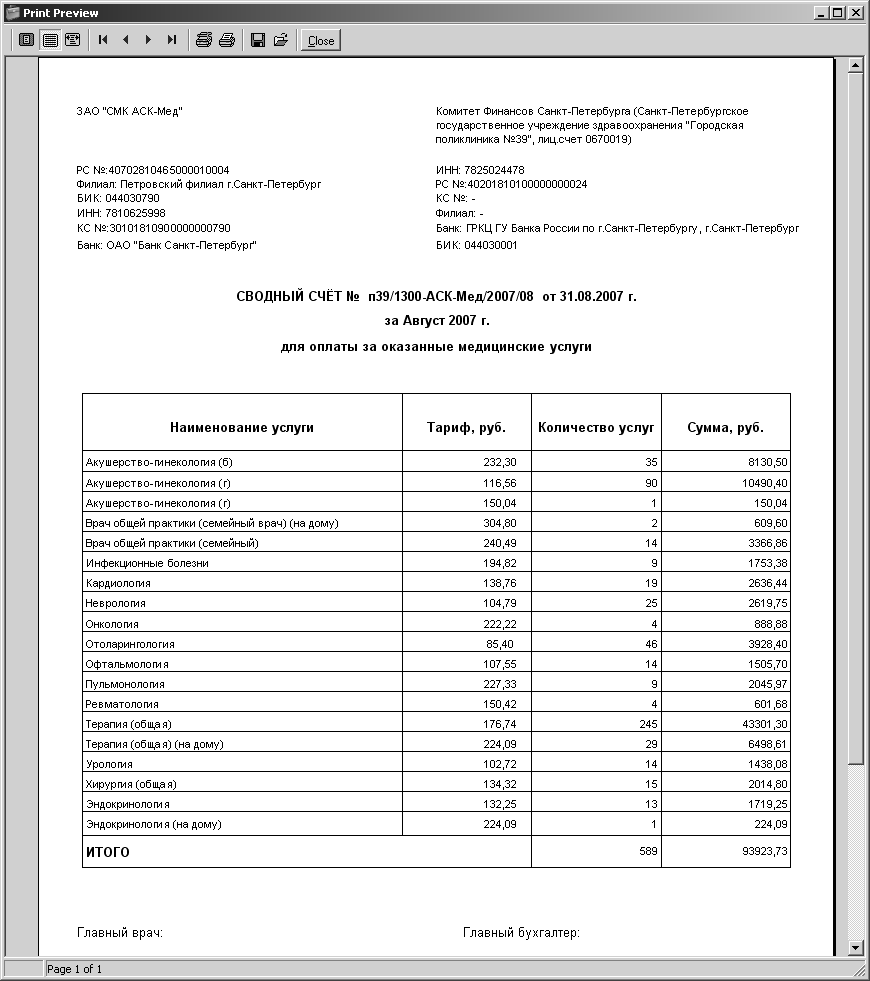 Print Preview
Close
ЗАО "СМК АСК-Мед"
Комитет Финансов Санкт-Петербурга (Санкт-Петербургское
государственное учреждение здравоохранения "Городская
поликлиника №39", лиц.счет 0670019)
РС №:40702810465000010004
ИНН: 7825024478
Филиал: Петровский филиал г.Санкт-Петербург
РС №:40201810100000000024
БИК: 044030790
КС №: -
ИНН: 7810625998
Филиал: -
КС №:30101810900000000790
Банк: ГРКЦ ГУ Банка России по г.Санкт-Петербургу, г.Санкт-Петербург
Банк: ОАО "Банк Санкт-Петербург"
БИК: 044030001
СВОДНЫЙ СЧЁТ № п39/1300-АСК-Мед/2007/08 от 31.08.2007 г.
за Август 2007 г.
для оплаты за оказанные медицинские услуги
Наименование услуги Тариф, руб. Количество услуг Сумма, руб.
Акушерство-гинекология (б) 232,30 35 8130,50
Акушерство-гинекология (г) 116,56 90 10490,40
Акушерство-гинекология (г) 150,04 1 150,04
Врач общей практики (семейный врач) (на дому) 304,80 2 609,60
Врач общей практики (семейный) 240,49 14 3366,86
Инфекционные болезни 194,82 9 1753,38
Кардиология 138,76 19 2636,44
Неврология 104,79 25 2619,75
Онкология 222,22 4 888,88
Отоларингология 85,40 46 3928,40
Офтальмология 107,55 14 1505,70
Пульмонология 227,33 9 2045,97
Ревматология 150,42 4 601,68
Терапия (общая) 176,74 245 43301,30
Терапия (общая) (на дому) 224,09 29 6498,61
Урология 102,72 14 1438,08
Хирургия (общая) 134,32 15 2014,80
Эндокринология 132,25 13 1719,25
Эндокринология (на дому) 224,09 1 224,09
ИТОГО 589 93923,73
Главный врач: Главный бухгалтер:
Page 1 of 1